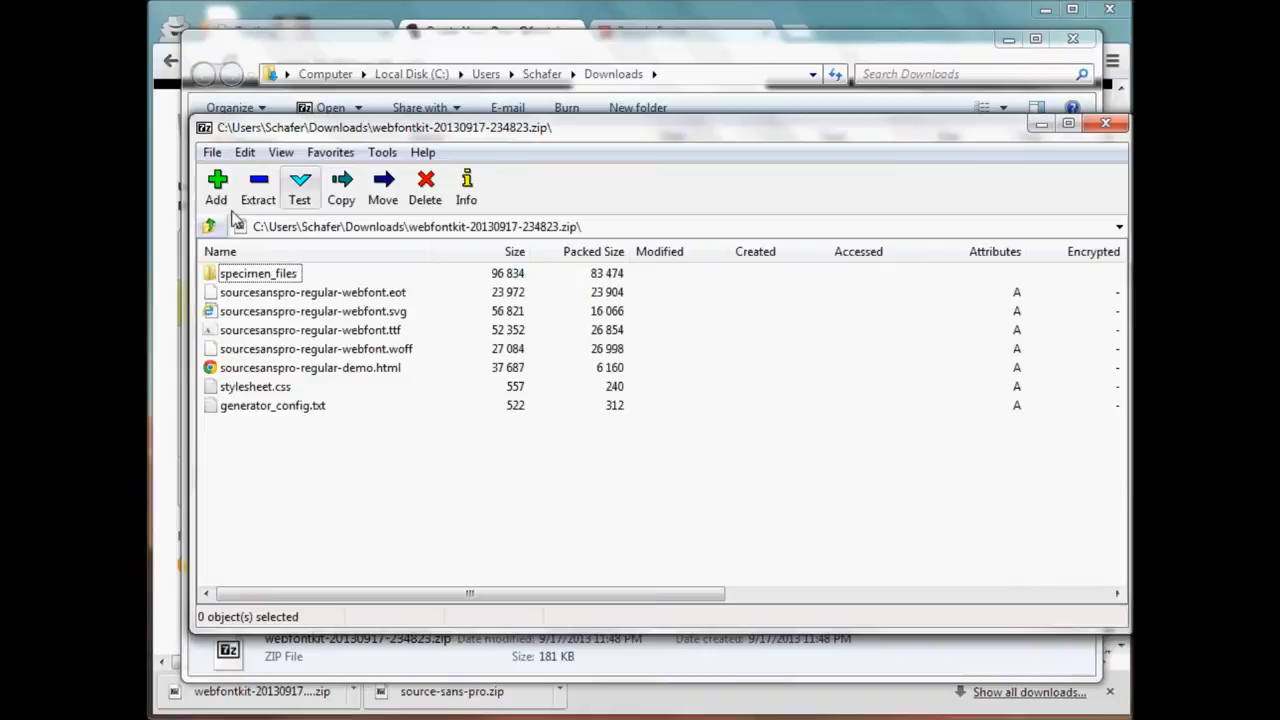 Computer Local Disk (C:) Users Schafer Downloads Search Downloads
Organize 7z Open Share with E-mail Burn New folder
7z C:\Users\Schafer\Downloads\webfontkit-20130917-234823.zip\
File Edit View Favorites Tools Help
Add Extract Test Copy Move Delete Info
C:\Users\Schafer\Downloads\webfontkit-20130917-234823.zip\
Name Size Packed Size Modified Created Accessed Attributes Encrypted
specimen_files 96 834 83 474
sourcesanspro-regular-webfont.eot 23 972 23 904 A -
sourcesanspro-regular-webfont.svg 56 821 16 066 A -
sourcesanspro-regular-webfont.ttf 52 352 26 854 A -
sourcesanspro-regular-webfont.woff 27 084 26 998 A -
sourcesanspro-regular-demo.html 37 687 6 160 A -
stylesheet.css 557 240 A -
generator_config.txt 522 312 A -
0 object(s) selected
webfontkit-20130917-234823.zip Date modified: 9/17/2013 11:48 PM Date created: 9/17/2013 11:48 PM
7z ZIP File Size: 181 KB
webfontkit-20130917....zip source-sans-pro.zip Show all downloads...